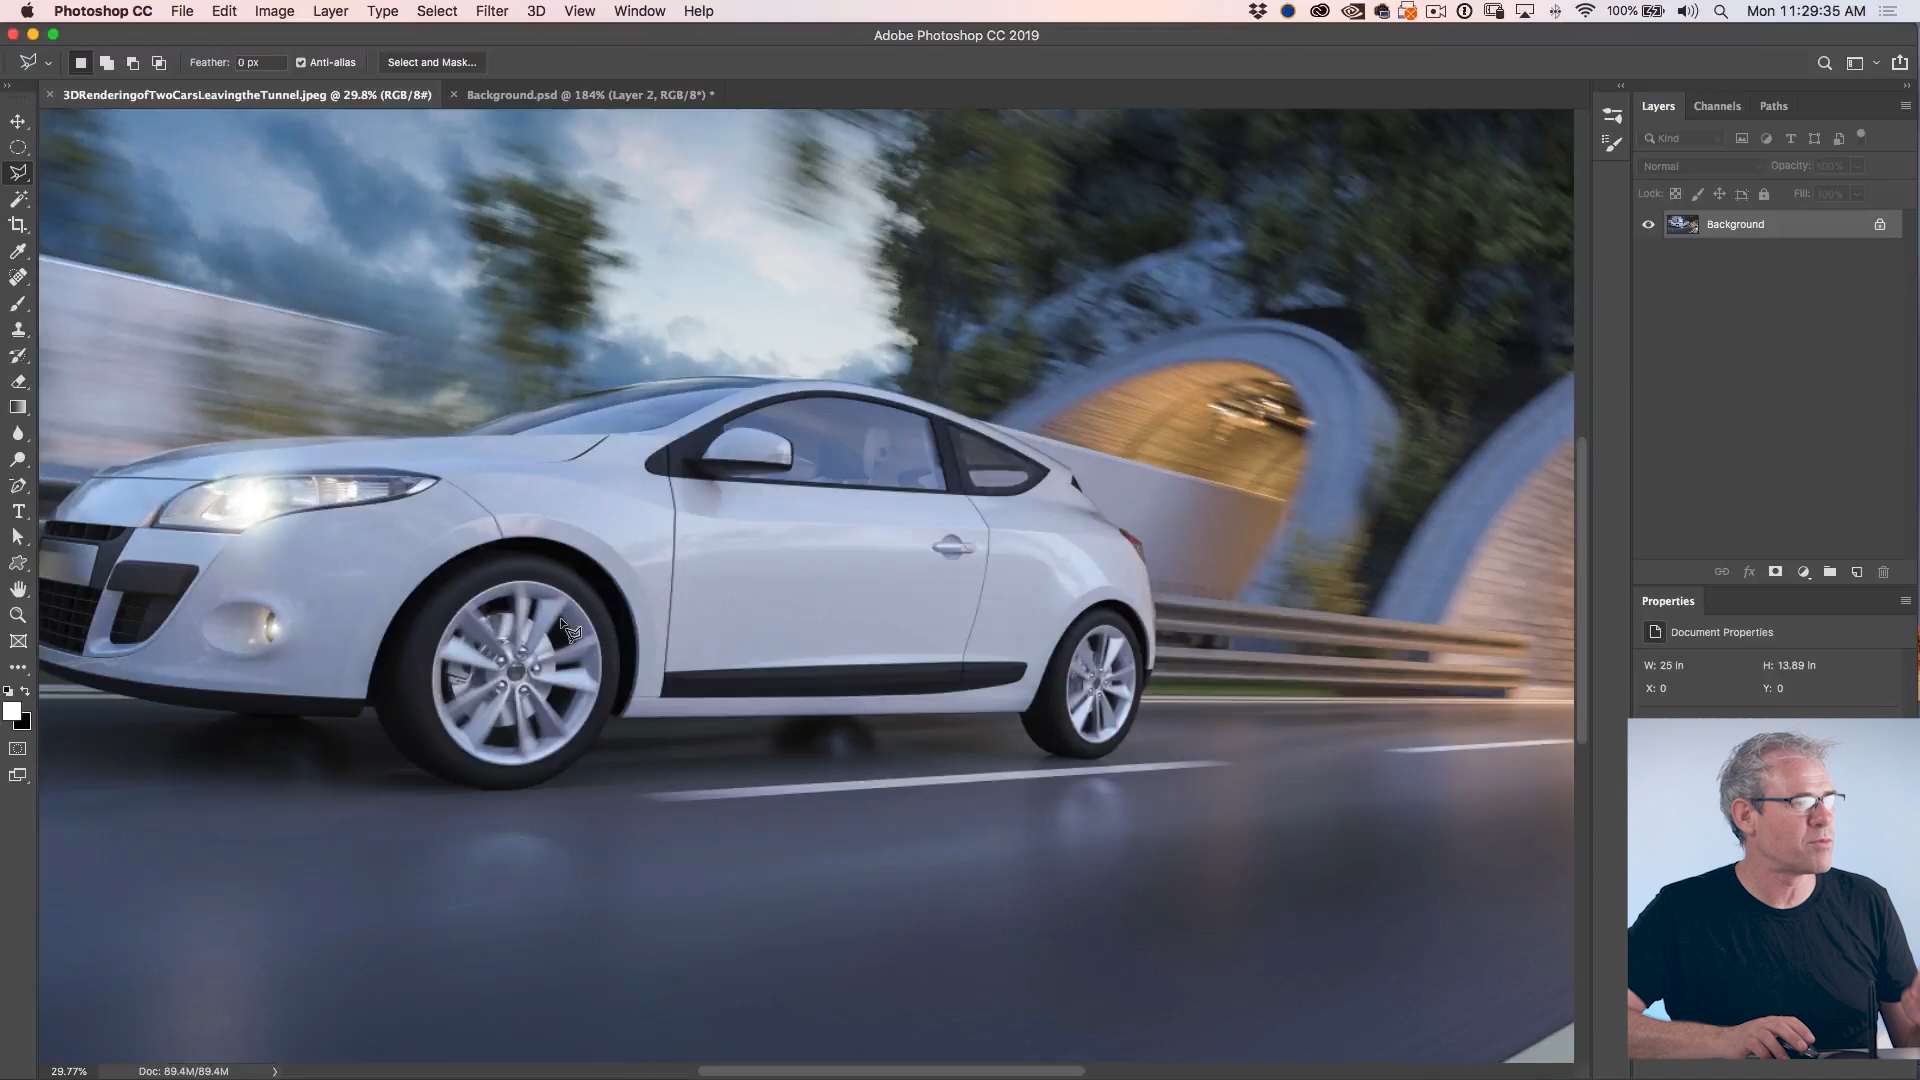 Photoshop CC File Edit Image Layer Type Select Filter 3D View Window Help 100% Mon 11:29:35 AM
Adobe Photoshop CC 2019
Feather: 0 px Anti-alias Select and Mask...
3DRenderingofTwoCarsLeavingtheTunnel.jpeg @ 29.8% (RGB/8#) Background.psd @ 184% (Layer 2, RGB/8*) *
Layers Channels Paths
Kind
Normal Opacity: 100%
Lock: Fill: 100%
Background
Properties
Document Properties
W: 25 in H: 13.89 in
X: 0 Y: 0
29.77% Doc: 89.4M/89.4M